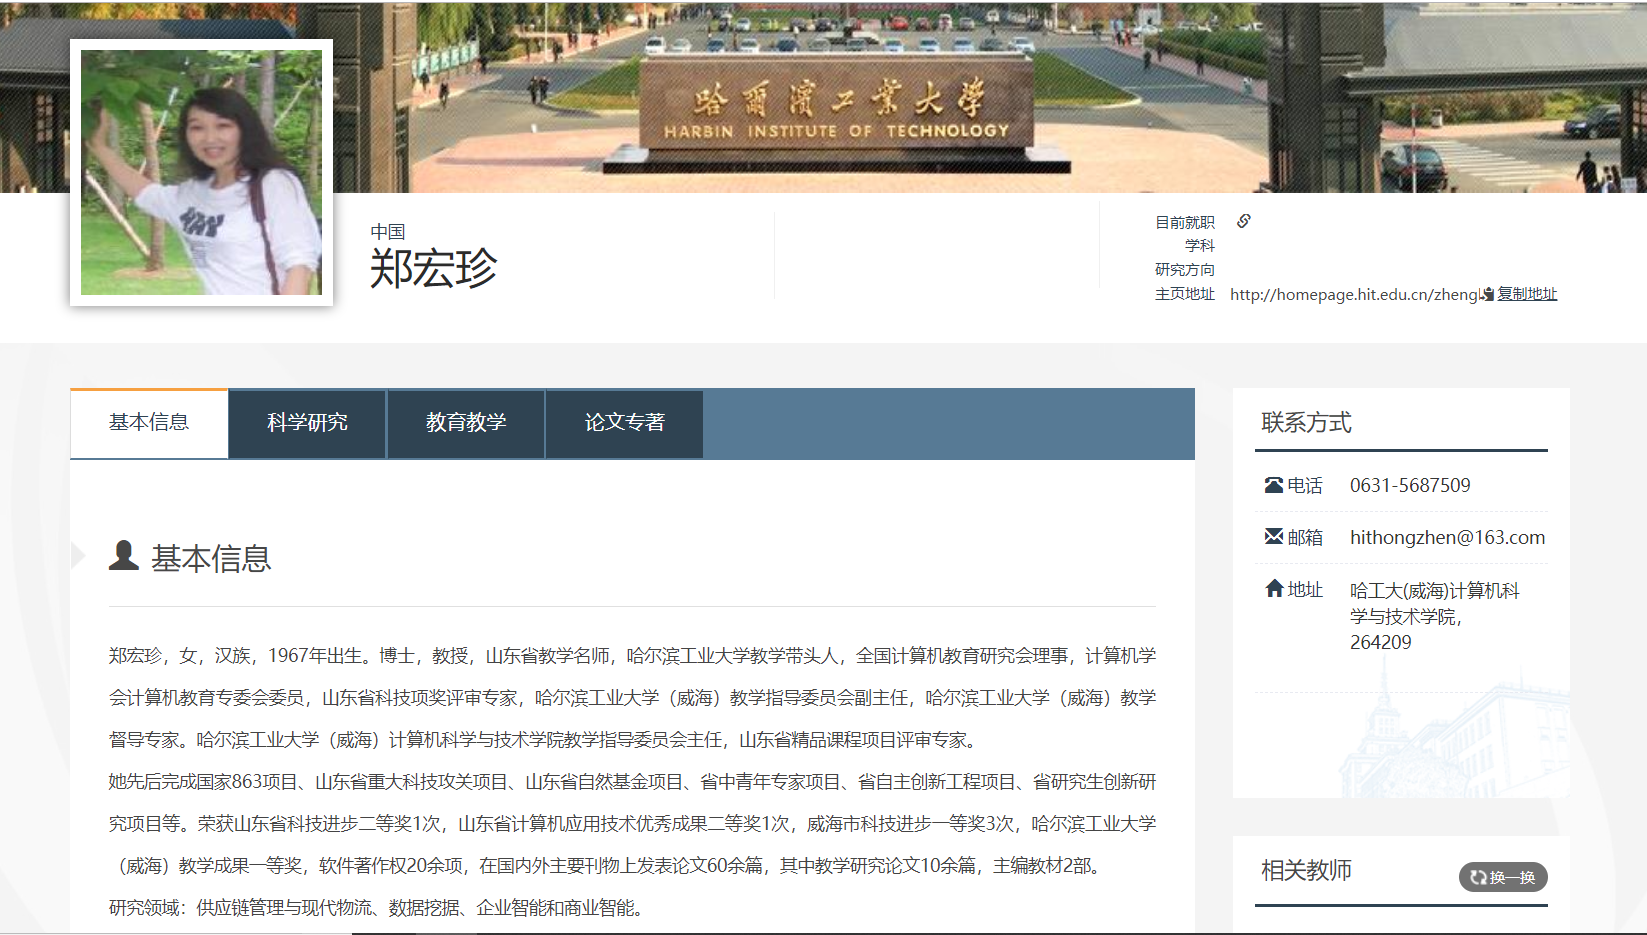 哈爾濱工業大學
HARBIN INSTITUTE OF TECHNOLOGY
中国
郑宏珍
目前就职
学科
研究方向
主页地址 http://homepage.hit.edu.cn/zheng 复制地址
基本信息 科学研究 教育教学 论文专著
基本信息
郑宏珍，女，汉族，1967年出生。博士，教授，山东省教学名师，哈尔滨工业大学教学带头人，全国计算机教育研究会理事，计算机学
会计算机教育专委会委员，山东省科技项奖评审专家，哈尔滨工业大学（威海）教学指导委员会副主任，哈尔滨工业大学（威海）教学
督导专家。哈尔滨工业大学（威海）计算机科学与技术学院教学指导委员会主任，山东省精品课程项目评审专家。
她先后完成国家863项目、山东省重大科技攻关项目、山东省自然基金项目、省中青年专家项目、省自主创新工程项目、省研究生创新研
究项目等。荣获山东省科技进步二等奖1次，山东省计算机应用技术优秀成果二等奖1次，威海市科技进步一等奖3次，哈尔滨工业大学
（威海）教学成果一等奖，软件著作权20余项，在国内外主要刊物上发表论文60余篇，其中教学研究论文10余篇，主编教材2部。
研究领域：供应链管理与现代物流、数据挖掘、企业智能和商业智能。
联系方式
电话 0631-5687509
邮箱 hithongzhen@163.com
地址 哈工大(威海)计算机科
学与技术学院，
264209
相关教师 换一换